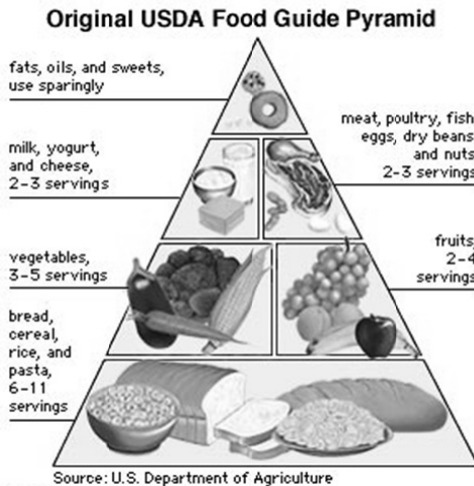 Original USDA Food Guide Pyramid
fats, oils, and sweets,
use sparingly
meat, poultry, fish
eggs, dry beans
and nuts
2-3 servings
milk, yogurt,
and cheese,
2-3 servings
vegetables,
3-5 servings
fruits,
2-4
servings
bread,
cereal,
rice, and
pasta,
6-11
servings
Source: U.S. Department of Agriculture